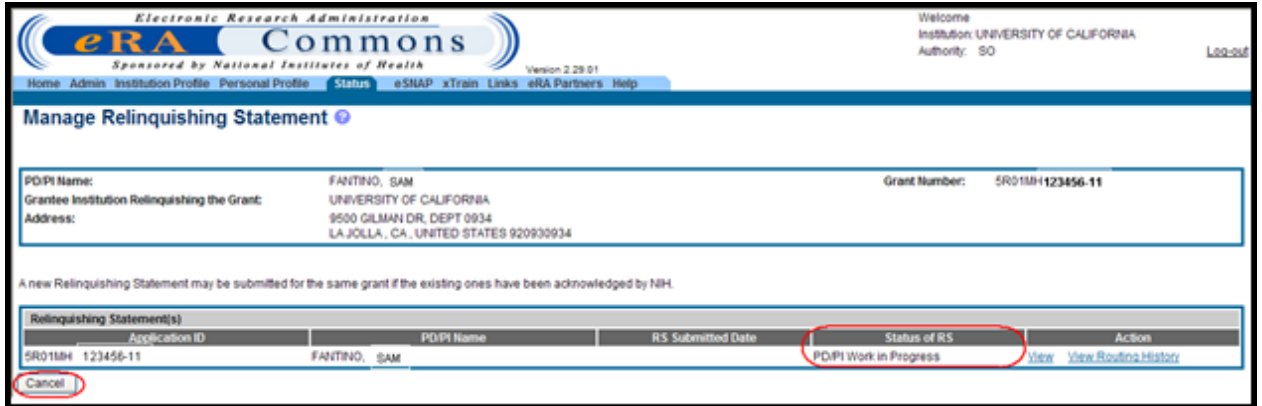 Electronic Research Administration
eRA Commons
Sponsored by National Institutes of Health
Version 2.29.01
Welcome
Institution: UNIVERSITY OF CALIFORNIA
Authority: SO
Log-out
Home Admin Institution Profile Personal Profile Status eSNAP xTrain Links eRA Partners Help
Manage Relinquishing Statement ?
PD/PI Name: FANTINO, SAM Grant Number: 5R01MH123456-11
Grantee Institution Relinquishing the Grant: UNIVERSITY OF CALIFORNIA
Address: 9500 GILMAN DR, DEPT 0934
LA JOLLA , CA , UNITED STATES 920930934
A new Relinquishing Statement may be submitted for the same grant if the existing ones have been acknowledged by NIH.
Relinquishing Statement(s)
Application ID PD/PI Name RS Submitted Date Status of RS Action
5R01MH 123456-11 FANTINO, SAM PD/PI Work in Progress View View Routing History
Cancel